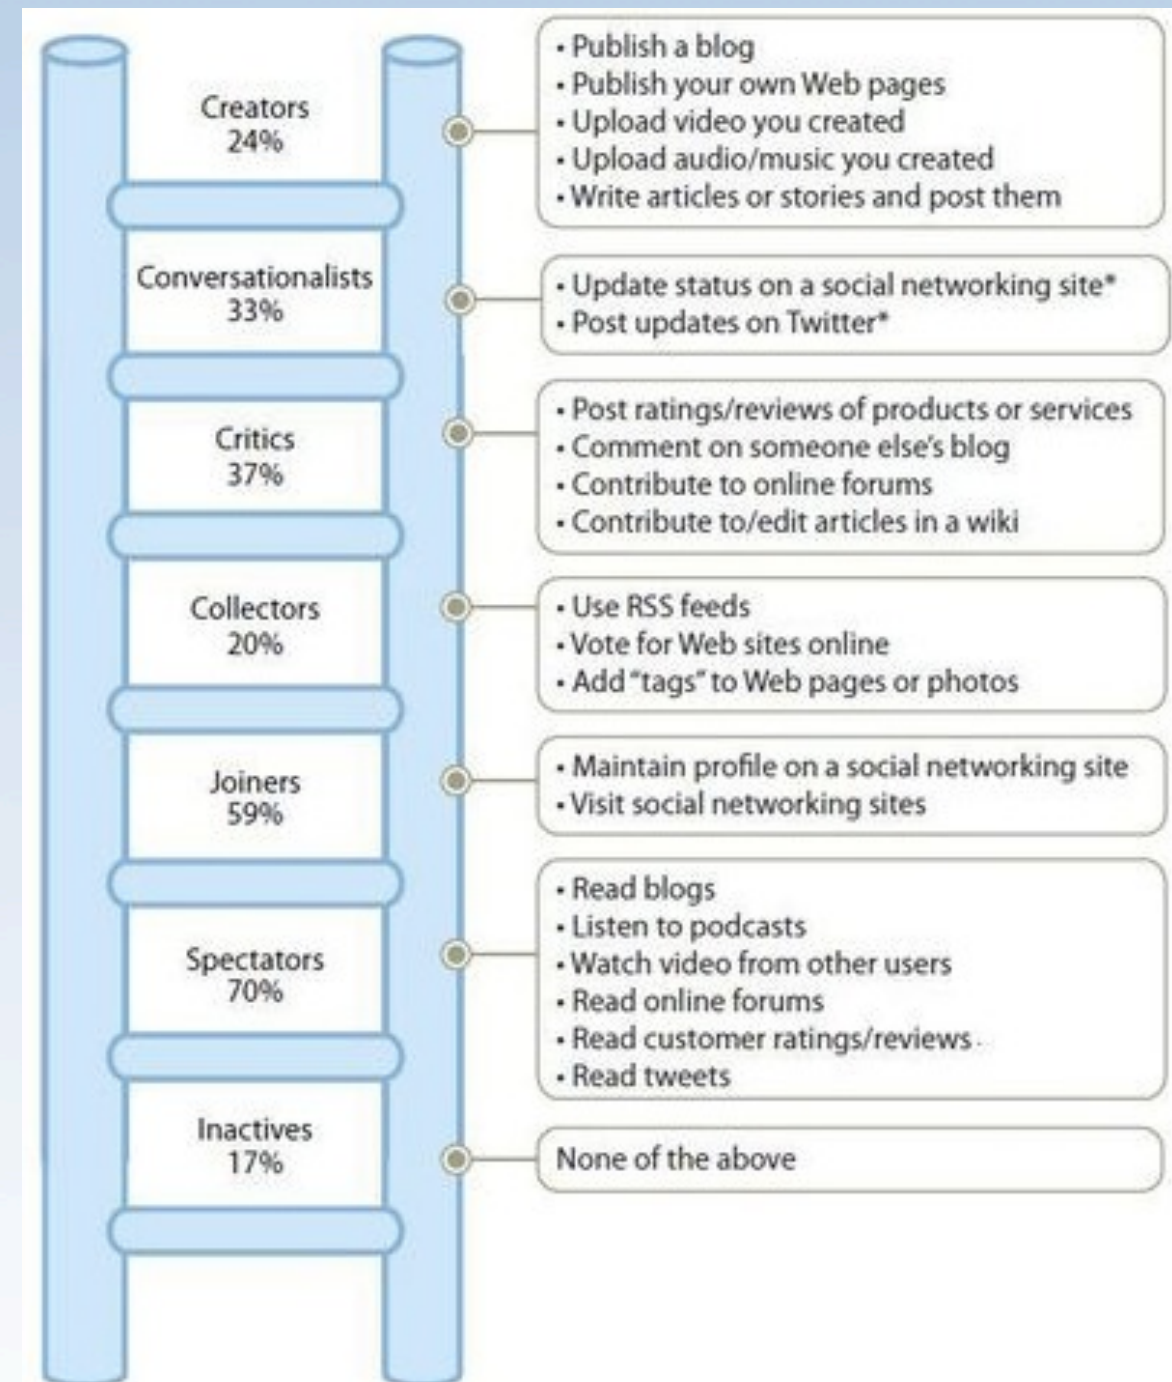 Creators
24%
• Publish a blog
• Publish your own Web pages
• Upload video you created
• Upload audio/music you created
• Write articles or stories and post them
Conversationalists
33%
• Update status on a social networking site*
• Post updates on Twitter*
Critics
37%
• Post ratings/reviews of products or services
• Comment on someone else's blog
• Contribute to online forums
• Contribute to/edit articles in a wiki
Collectors
20%
• Use RSS feeds
• Vote for Web sites online
• Add "tags" to Web pages or photos
Joiners
59%
• Maintain profile on a social networking site
• Visit social networking sites
Spectators
70%
• Read blogs
• Listen to podcasts
• Watch video from other users
• Read online forums
• Read customer ratings/reviews
• Read tweets
Inactives
17%
None of the above